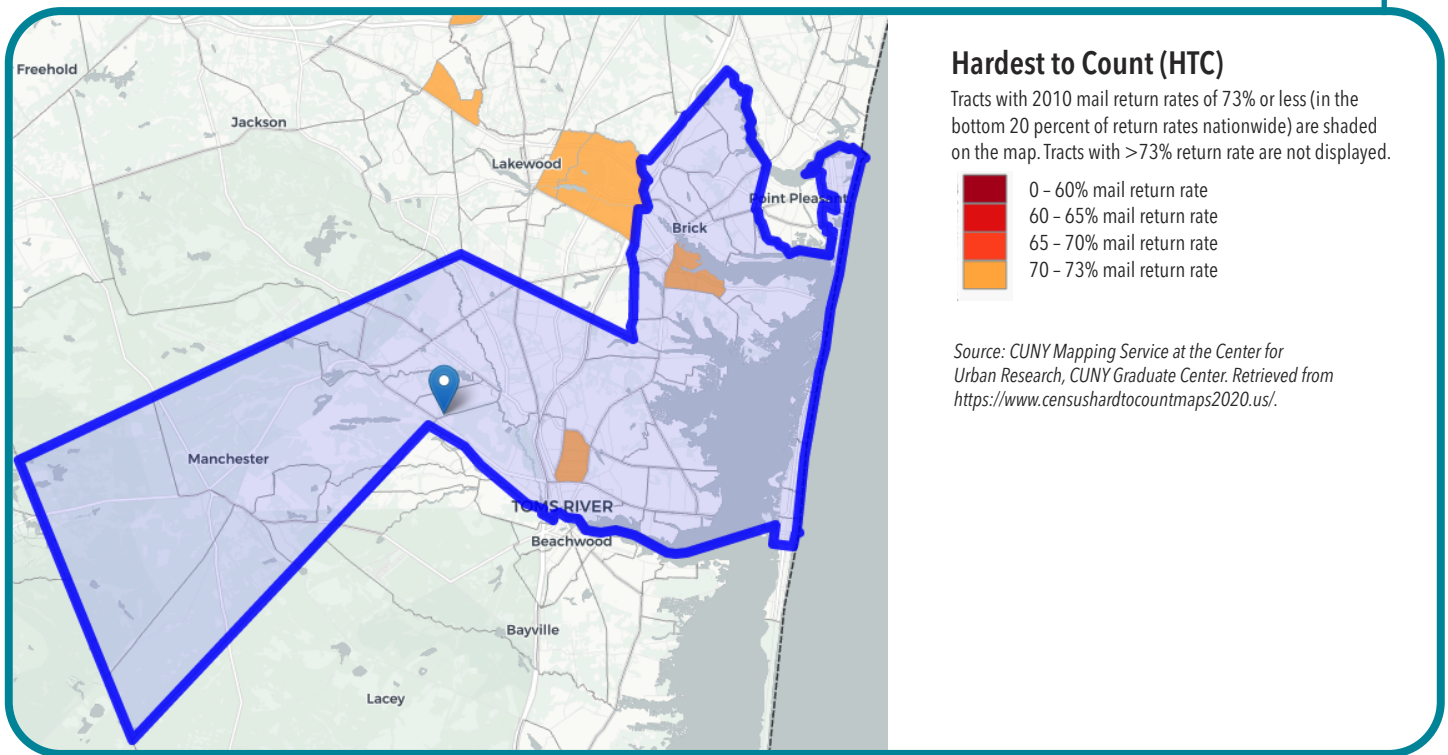 Freehold
Jackson
Lakewood
Point Pleasant
Brick
Manchester
TOMS RIVER
Beachwood
Bayville
Lacey
Hardest to Count (HTC)
Tracts with 2010 mail return rates of 73% or less (in the
bottom 20 percent of return rates nationwide) are shaded
on the map. Tracts with >73% return rate are not displayed.
0 – 60% mail return rate
60 – 65% mail return rate
65 – 70% mail return rate
70 – 73% mail return rate
Source: CUNY Mapping Service at the Center for
Urban Research, CUNY Graduate Center. Retrieved from
https://www.censushardtocountmaps2020.us/.